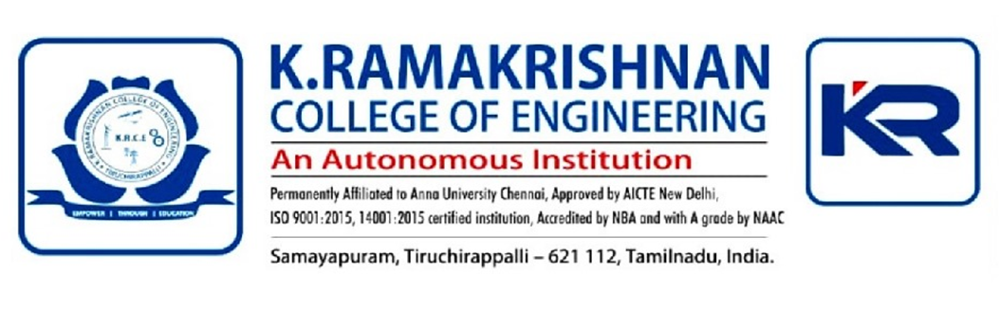 K. RAMAKRISHNAN COLLEGE OF ENGINEERING
K.R.C.E
TIRUCHIRAPPALLI
EMPOWER | THROUGH | EDUCATION
K.RAMAKRISHNAN
COLLEGE OF ENGINEERING
An Autonomous Institution
Permanently Affiliated to Anna University Chennai, Approved by AICTE New Delhi,
ISO 9001:2015, 14001:2015 certified institution, Accredited by NBA and with A grade by NAAC
Samayapuram, Tiruchirappalli – 621 112, Tamilnadu, India.
KR